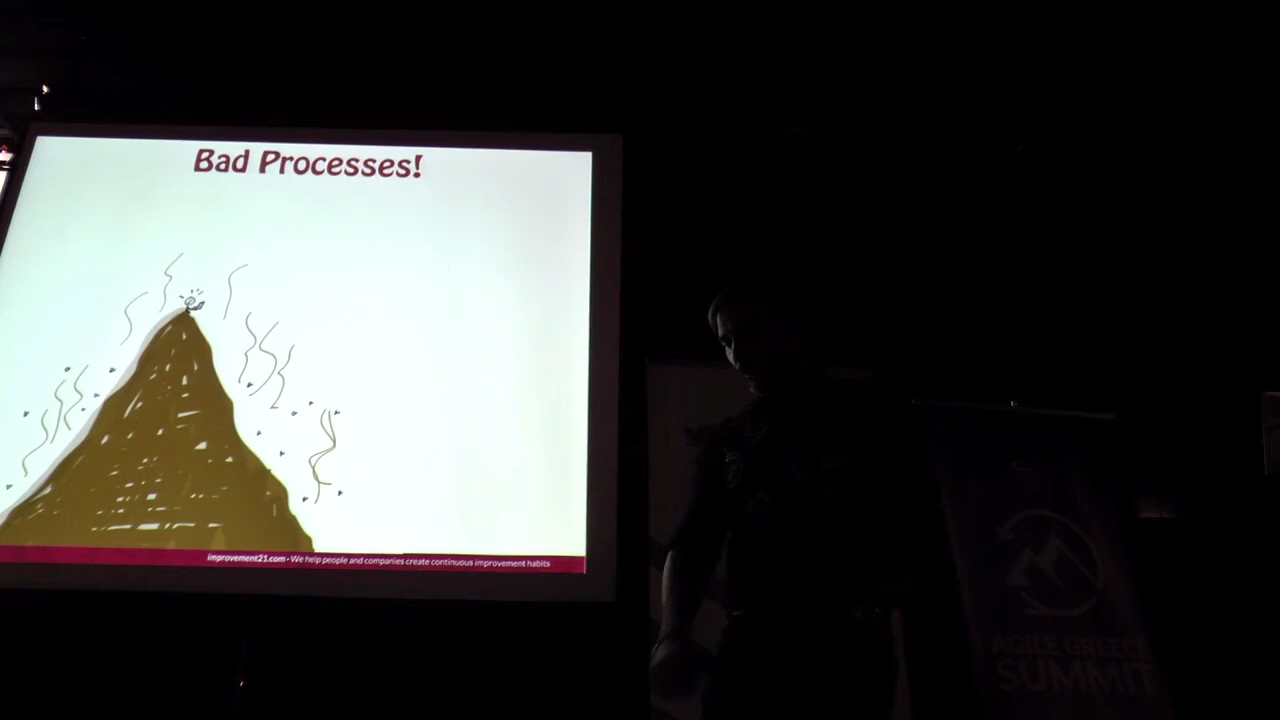 Bad Processes!
improvement21.com - We help people and companies create continuous improvement habits
AGILE GREECE
SUMMIT